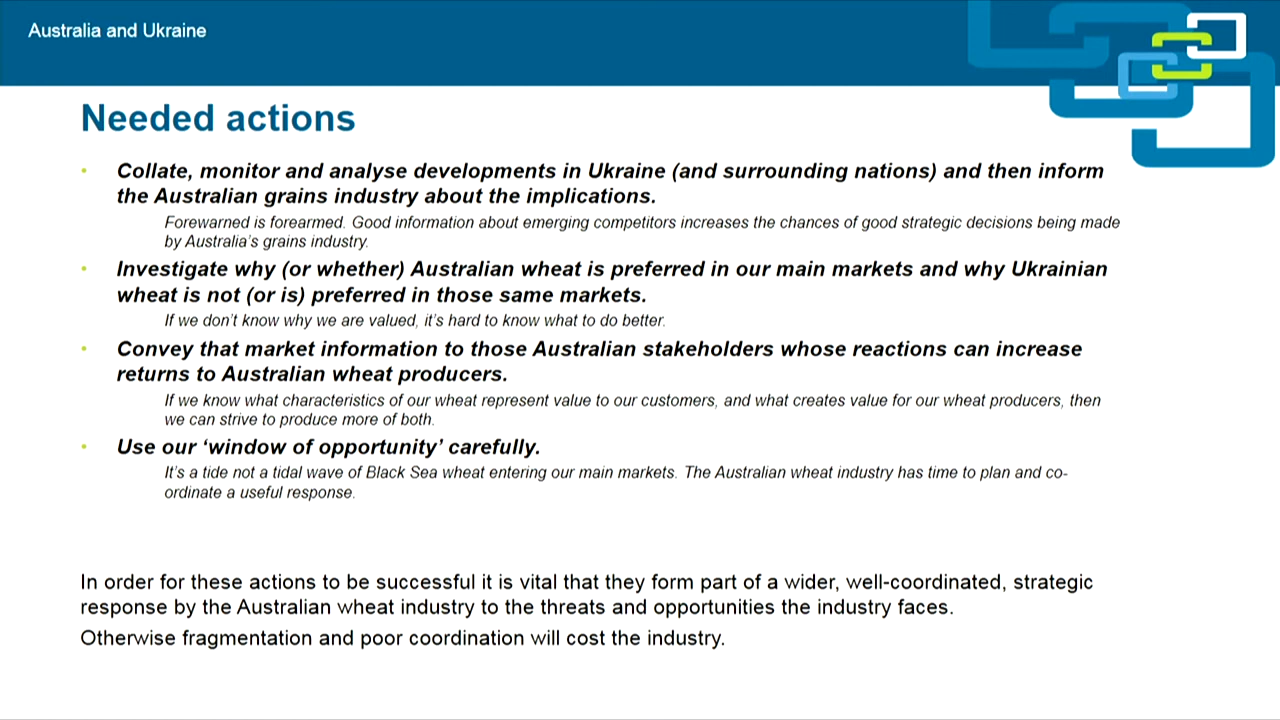 Australia and Ukraine
Needed actions
• Collate, monitor and analyse developments in Ukraine (and surrounding nations) and then inform
the Australian grains industry about the implications.
Forewarned is forearmed. Good information about emerging competitors increases the chances of good strategic decisions being made
by Australia's grains industry.
• Investigate why (or whether) Australian wheat is preferred in our main markets and why Ukrainian
wheat is not (or is) preferred in those same markets.
If we don't know why we are valued, it's hard to know what to do better.
• Convey that market information to those Australian stakeholders whose reactions can increase
returns to Australian wheat producers.
If we know what characteristics of our wheat represent value to our customers, and what creates value for our wheat producers, then
we can strive to produce more of both.
• Use our ‘window of opportunity’ carefully.
It's a tide not a tidal wave of Black Sea wheat entering our main markets. The Australian wheat industry has time to plan and co-
ordinate a useful response.
In order for these actions to be successful it is vital that they form part of a wider, well-coordinated, strategic
response by the Australian wheat industry to the threats and opportunities the industry faces.
Otherwise fragmentation and poor coordination will cost the industry.